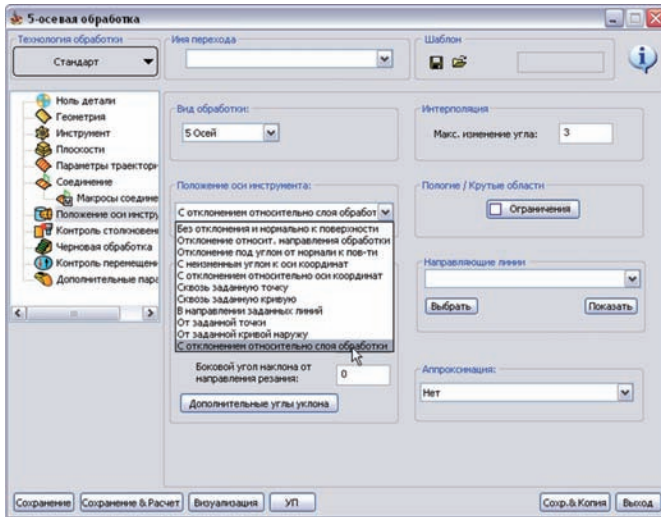 5-осевая обработка
Технология обработки
Стандарт
Имя перехода
Шаблон
Ноль детали
Геометрия
Инструмент
Плоскости
Параметры траектори
Соединение
Макросы соедине
Положение оси инстру
Контроль столкновени
Черновая обработка
Контроль перемещени
Дополнительные пара
Вид обработки:
5 Осей
Интерполяция
Макс. изменение угла:
3
Положение оси инструмента:
С отклонением относительно слоя обработ
Без отклонения и нормально к поверхности
Отклонение относит. направления обработки
Отклонение под углом от нормали к пов-ти
С неизменным углом к оси координат
С отклонением относительно оси координат
Сквозь заданную точку
Сквозь заданную кривую
В направлении заданных линий
От заданной точки
От заданной кривой наружу
С отклонением относительно слоя обработки
Боковой угол наклона от
направления резания:
0
Дополнительные углы уклона
Пологие / Крутые области
Ограничения
Направляющие линии
Выбрать
Показать
Аппроксимация:
Нет
Сохранение
Сохранение & Расчет
Визуализация
УП
Сохр.& Копия
Выход